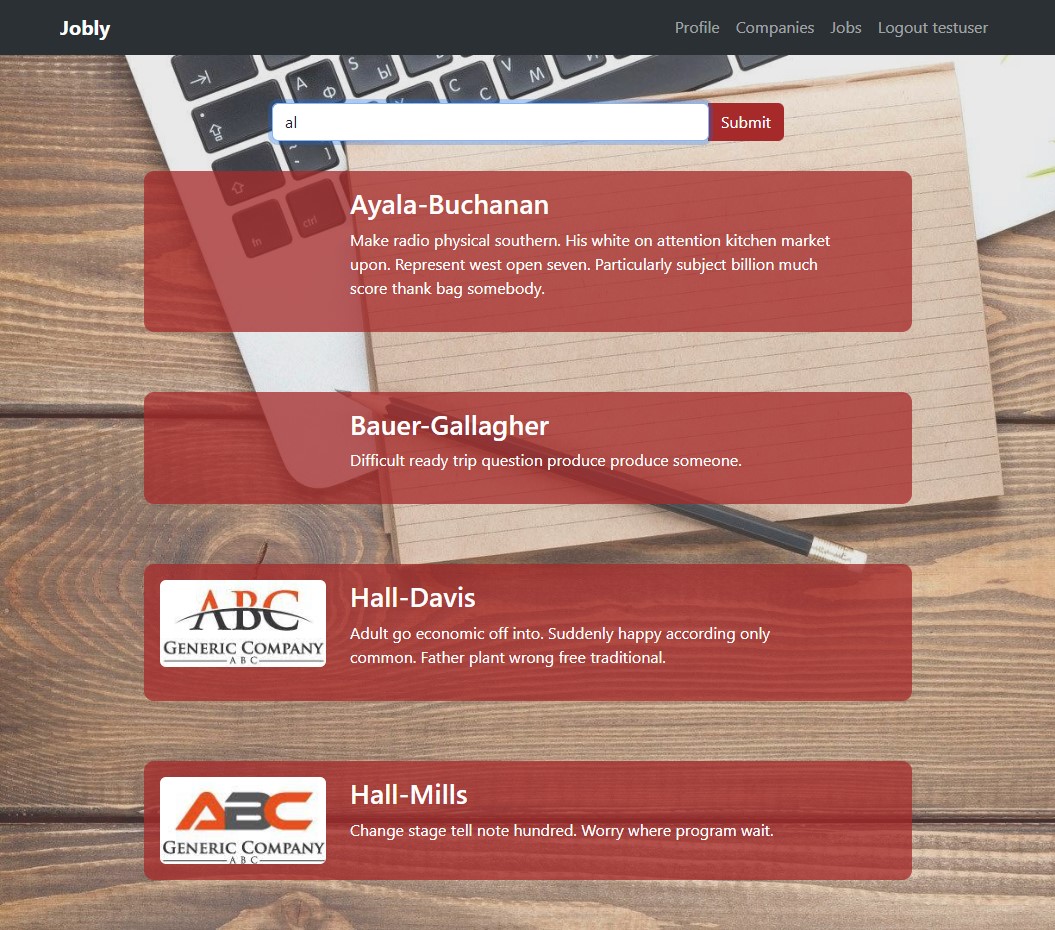 Jobly Profile Companies Jobs Logout testuser
al Submit
Ayala-Buchanan
Make radio physical southern. His white on attention kitchen market
upon. Represent west open seven. Particularly subject billion much
score thank bag somebody.
Bauer-Gallagher
Difficult ready trip question produce produce someone.
ABC
GENERIC COMPANY
ABC
Hall-Davis
Adult go economic off into. Suddenly happy according only
common. Father plant wrong free traditional.
ABC
GENERIC COMPANY
ABC
Hall-Mills
Change stage tell note hundred. Worry where program wait.